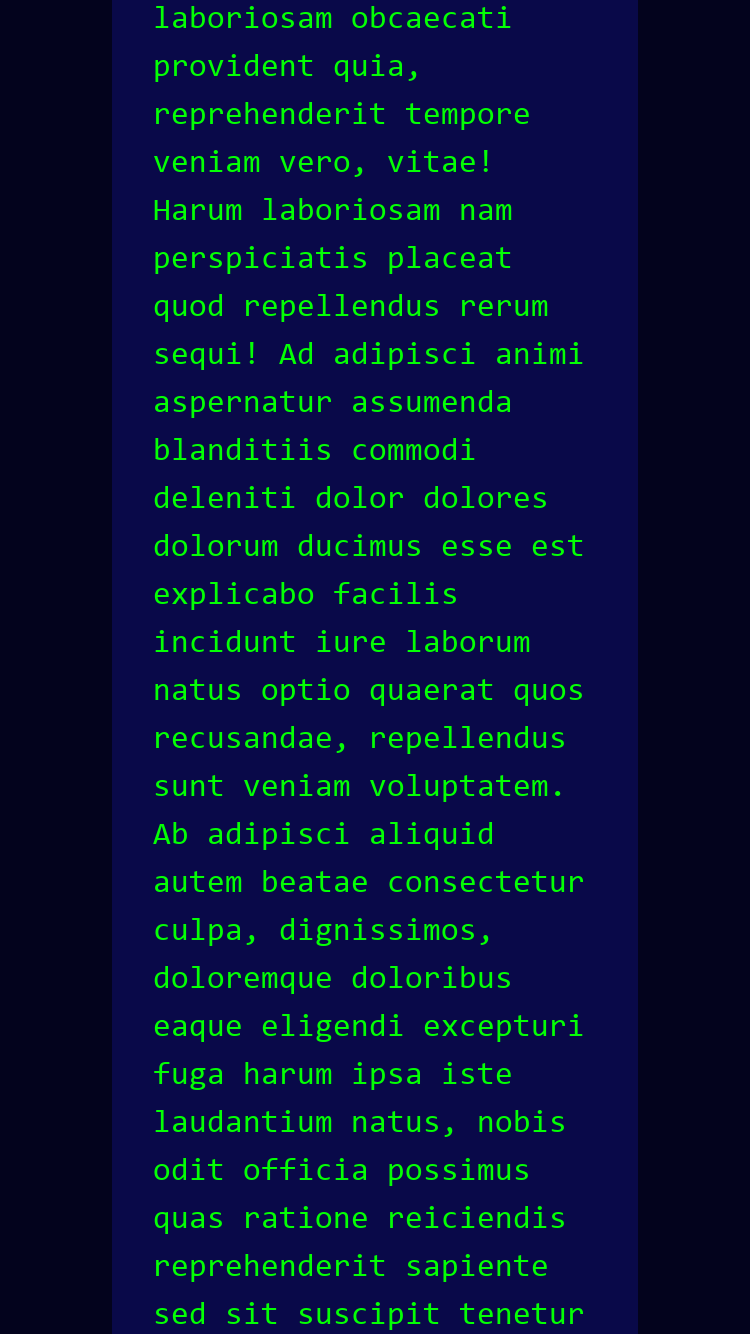 laboriosam obcaecati
provident quia,
reprehenderit tempore
veniam vero, vitae!
Harum laboriosam nam
perspiciatis placeat
quod repellendus rerum
sequi! Ad adipisci animi
aspernatur assumenda
blanditiis commodi
deleniti dolor dolores
dolorum ducimus esse est
explicabo facilis
incidunt iure laborum
natus optio quaerat quos
recusandae, repellendus
sunt veniam voluptatem.
Ab adipisci aliquid
autem beatae consectetur
culpa, dignissimos,
doloremque doloribus
eaque eligendi excepturi
fuga harum ipsa iste
laudantium natus, nobis
odit officia possimus
quas ratione reiciendis
reprehenderit sapiente
sed sit suscipit tenetur